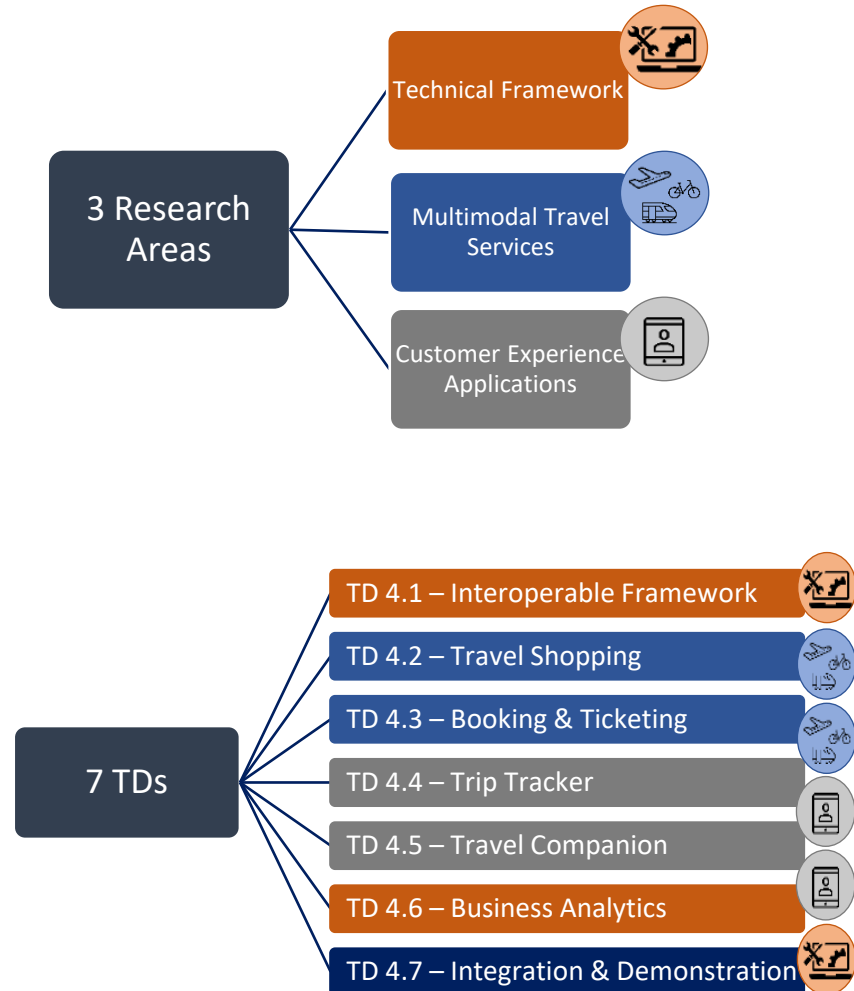 3 Research
Areas
Technical Framework
Multimodal Travel
Services
Customer Experience
Applications
7 TDs
TD 4.1 – Interoperable Framework
TD 4.2 – Travel Shopping
TD 4.3 – Booking & Ticketing
TD 4.4 – Trip Tracker
TD 4.5 – Travel Companion
TD 4.6 – Business Analytics
TD 4.7 – Integration & Demonstration